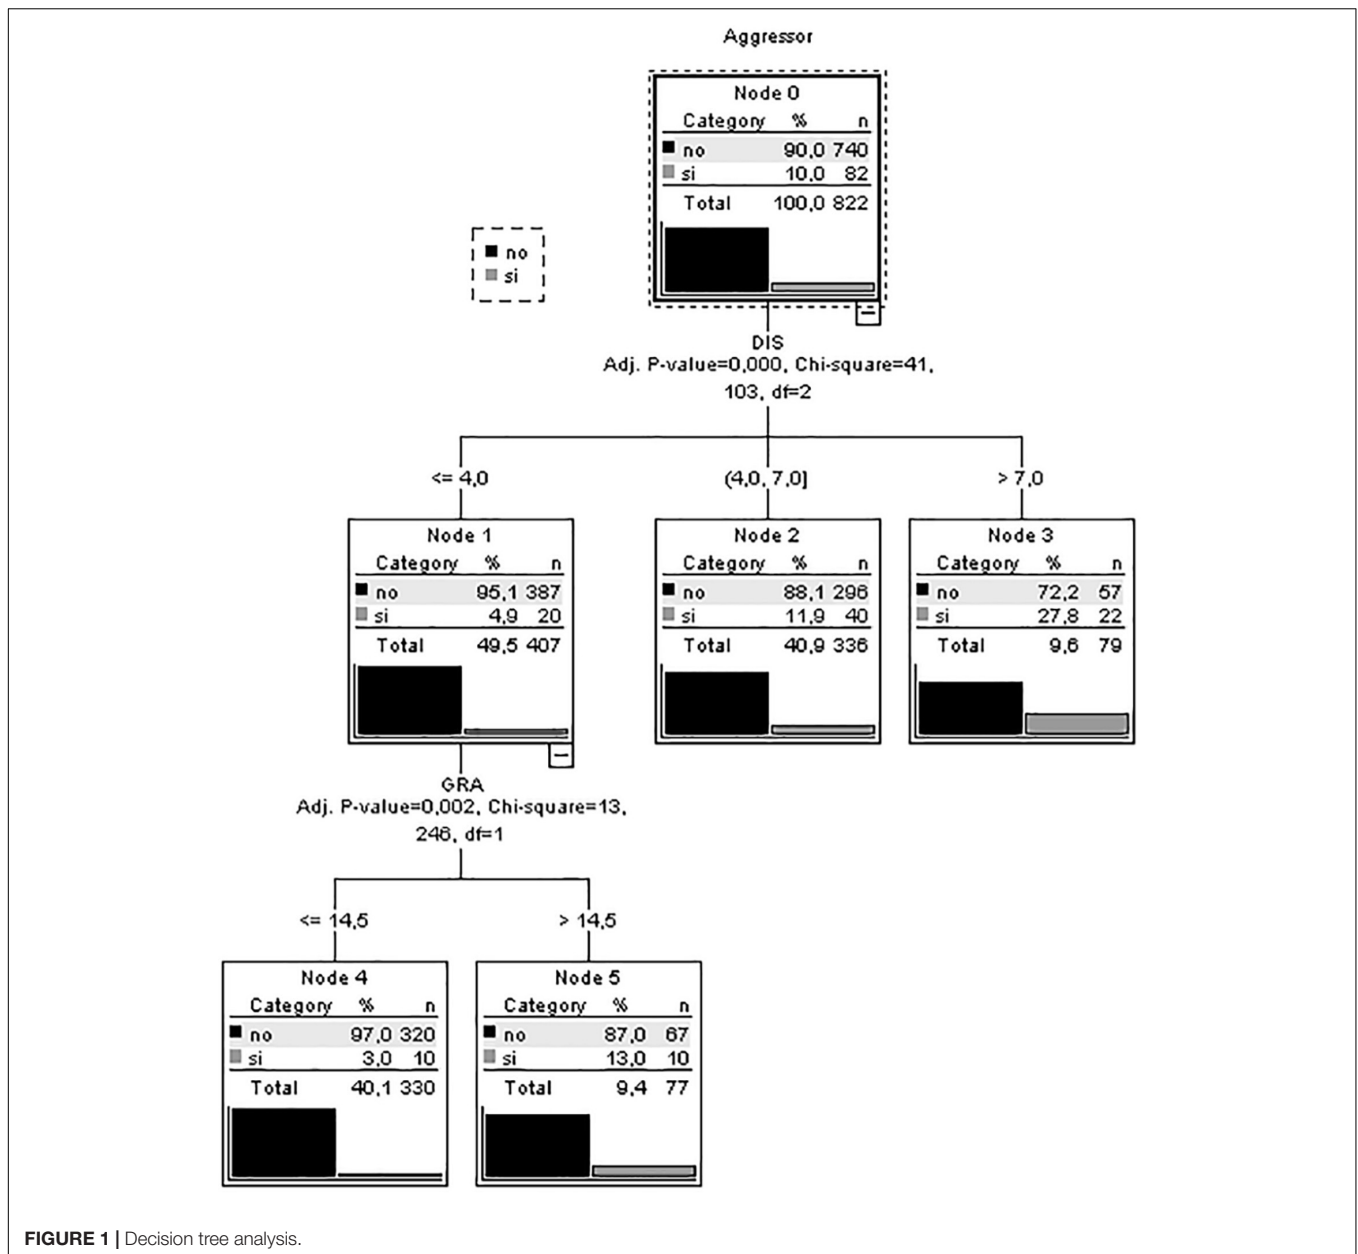 Aggressor
Node 0
Category % n
no 90,0 740
si 10,0 82
Total 100,0 822
no
si
DIS
Adj. P-value=0,000, Chi-square=41,
103, df=2
<= 4,0
(4,0, 7,0]
> 7,0
Node 1
Category % n
no 95,1 387
si 4,9 20
Total 49,5 407
Node 2
Category % n
no 88,1 296
si 11,9 40
Total 40,9 336
Node 3
Category % n
no 72,2 57
si 27,8 22
Total 9,6 79
GRA
Adj. P-value=0,002, Chi-square=13,
246, df=1
<= 14,5
> 14,5
Node 4
Category % n
no 97,0 320
si 3,0 10
Total 40,1 330
Node 5
Category % n
no 87,0 67
si 13,0 10
Total 9,4 77
FIGURE 1 | Decision tree analysis.